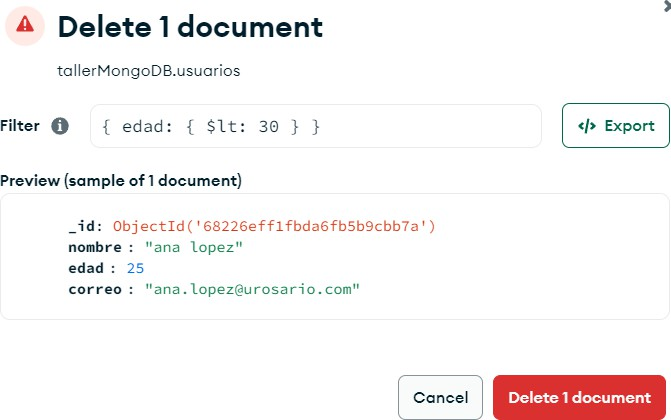 Delete 1 document
tallerMongoDB.usuarios
Filter { edad: { $lt: 30 } } </> Export
Preview (sample of 1 document)
_id: ObjectId('68226eff1fbda6fb5b9cbb7a')
nombre : "ana lopez"
edad : 25
correo : "ana.lopez@urosario.com"
Cancel Delete 1 document